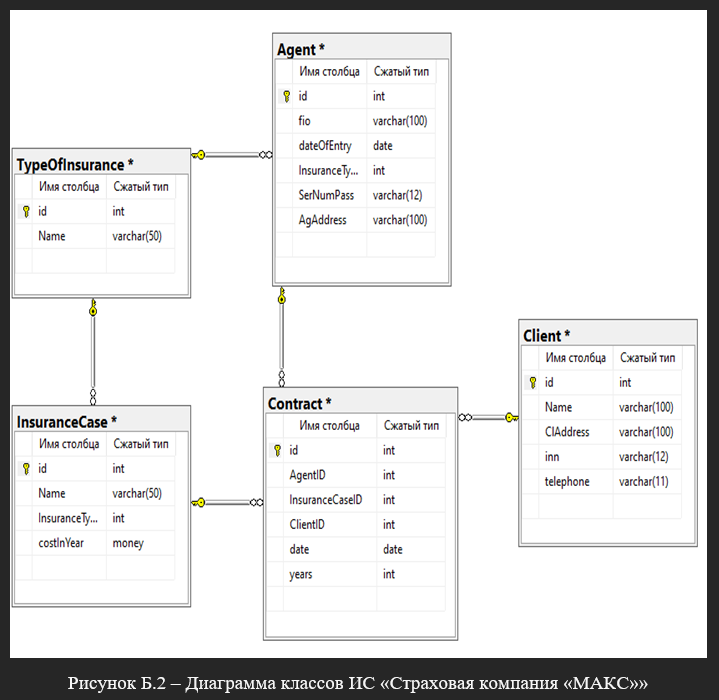 Agent *
Имя столбца Сжатый тип
id int
fio varchar(100)
dateOfEntry date
InsuranceTy... int
SerNumPass varchar(12)
AgAddress varchar(100)
TypeOfInsurance *
Имя столбца Сжатый тип
id int
Name varchar(50)
Client *
Имя столбца Сжатый тип
id int
Name varchar(100)
ClAddress varchar(100)
inn varchar(12)
telephone varchar(11)
Contract *
Имя столбца Сжатый тип
id int
AgentID int
InsuranceCaseID int
ClientID int
date date
years int
InsuranceCase *
Имя столбца Сжатый тип
id int
Name varchar(50)
InsuranceTy... int
costInYear money
Рисунок Б.2 – Диаграмма классов ИС «Страховая компания «МАКС»»